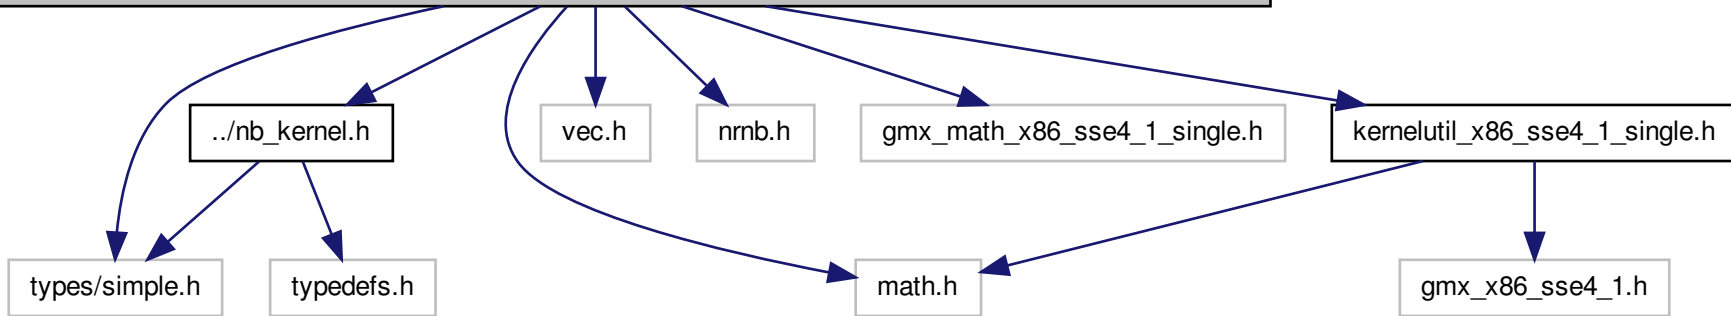 ../nb_kernel.h
vec.h
nrnb.h
gmx_math_x86_sse4_1_single.h
kernelutil_x86_sse4_1_single.h
types/simple.h
typedefs.h
math.h
gmx_x86_sse4_1.h